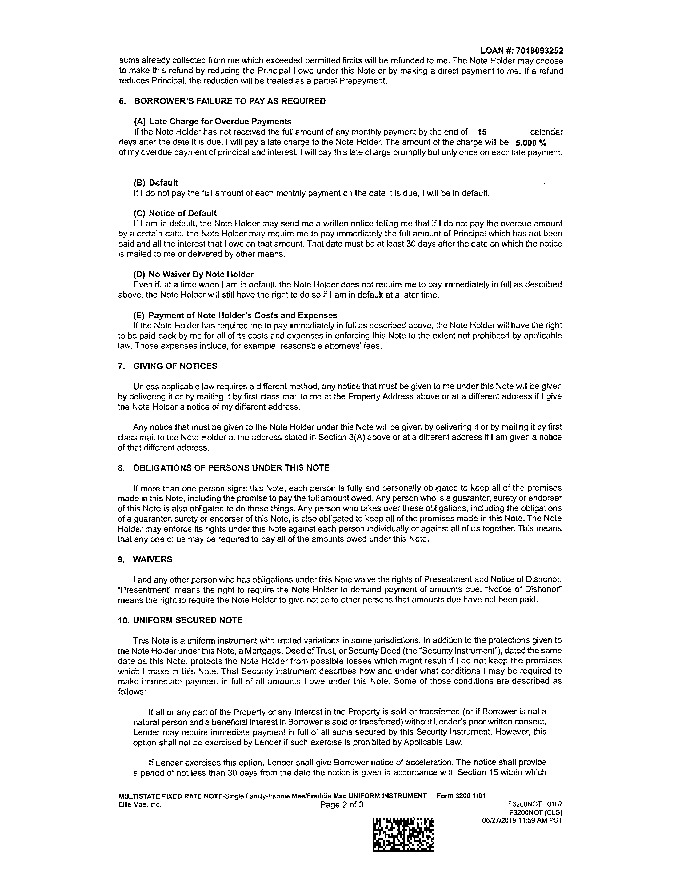 LOAN #: 7018093252
sums already collected from me which exceeded permitted limits will be refunded to me. The Note Holder may choose
to make this refund by reducing the Principal I owe under this Note or by making a direct payment to me. If a refund
reduces Principal, the reduction will be treated as a partial Prepayment.
6. BORROWER'S FAILURE TO PAY AS REQUIRED
(A) Late Charge for Overdue Payments
If the Note Holder has not received the full amount of any monthly payment by the end of 15 calendar
days after the date it is due, I will pay a late charge to the Note Holder. The amount of the charge will be 5.000 %
of my overdue payment of principal and interest. I will pay this late charge promptly but only once on each late payment.
(B) Default
If I do not pay the full amount of each monthly payment on the date it is due, I will be in default.
(C) Notice of Default
If I am in default, the Note Holder may send me a written notice telling me that if I do not pay the overdue amount
by a certain date, the Note Holder may require me to pay immediately the full amount of Principal which has not been
paid and all the interest that I owe on that amount. That date must be at least 30 days after the date on which the notice
is mailed to me or delivered by other means.
(D) No Waiver By Note Holder
Even if, at a time when I am in default, the Note Holder does not require me to pay immediately in full as described
above, the Note Holder will still have the right to do so if I am in default at a later time.
(E) Payment of Note Holder's Costs and Expenses
If the Note Holder has required me to pay immediately in full as described above, the Note Holder will have the right
to be paid back by me for all of its costs and expenses in enforcing this Note to the extent not prohibited by applicable
law. Those expenses include, for example, reasonable attorneys' fees.
7. GIVING OF NOTICES
Unless applicable law requires a different method, any notice that must be given to me under this Note will be given
by delivering it or by mailing it by first class mail to me at the Property Address above or at a different address if I give
the Note Holder a notice of my different address.
Any notice that must be given to the Note Holder under this Note will be given by delivering it or by mailing it by first
class mail to the Note Holder at the address stated in Section 3(A) above or at a different address if I am given a notice
of that different address.
8. OBLIGATIONS OF PERSONS UNDER THIS NOTE
If more than one person signs this Note, each person is fully and personally obligated to keep all of the promises
made in this Note, including the promise to pay the full amount owed. Any person who is a guarantor, surety or endorser
of this Note is also obligated to do these things. Any person who takes over these obligations, including the obligations
of a guarantor, surety or endorser of this Note, is also obligated to keep all of the promises made in this Note. The Note
Holder may enforce its rights under this Note against each person individually or against all of us together. This means
that any one of us may be required to pay all of the amounts owed under this Note.
9. WAIVERS
I and any other person who has obligations under this Note waive the rights of Presentment and Notice of Dishonor.
"Presentment" means the right to require the Note Holder to demand payment of amounts due. "Notice of Dishonor"
means the right to require the Note Holder to give notice to other persons that amounts due have not been paid.
10. UNIFORM SECURED NOTE
This Note is a uniform instrument with limited variations in some jurisdictions. In addition to the protections given to
the Note Holder under this Note, a Mortgage, Deed of Trust, or Security Deed (the "Security Instrument"), dated the same
date as this Note, protects the Note Holder from possible losses which might result if I do not keep the promises
which I make in this Note. That Security Instrument describes how and under what conditions I may be required to
make immediate payment in full of all amounts I owe under this Note. Some of those conditions are described as
follows:
If all or any part of the Property or any Interest in the Property is sold or transferred (or if Borrower is not a
natural person and a beneficial interest in Borrower is sold or transferred) without Lender's prior written consent,
Lender may require immediate payment in full of all sums secured by this Security Instrument. However, this
option shall not be exercised by Lender if such exercise is prohibited by Applicable Law.
If Lender exercises this option, Lender shall give Borrower notice of acceleration. The notice shall provide
a period of not less than 30 days from the date the notice is given in accordance with Section 15 within which
MULTISTATE FIXED RATE NOTE-Single Family-Fannie Mae/Freddie Mac UNIFORM INSTRUMENT Form 3200 1/01
Ellie Mae, Inc. Page 2 of 3 F3200NOT 0107
F3200NOT (CLS)
06/27/2019 11:59 AM PST